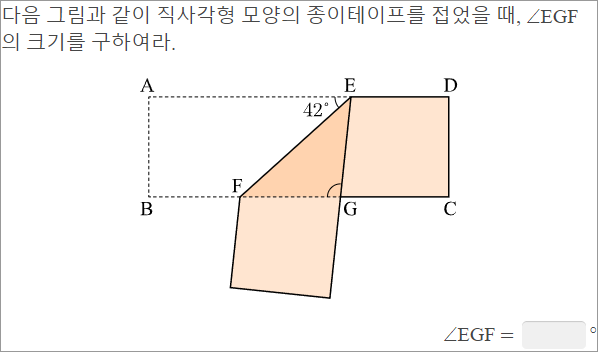 다음 그림과 같이 직사각형 모양의 종이테이프를 접었을 때, ∠EGF
의 크기를 구하여라.
A E D
42°
F
B G C
∠EGF = °